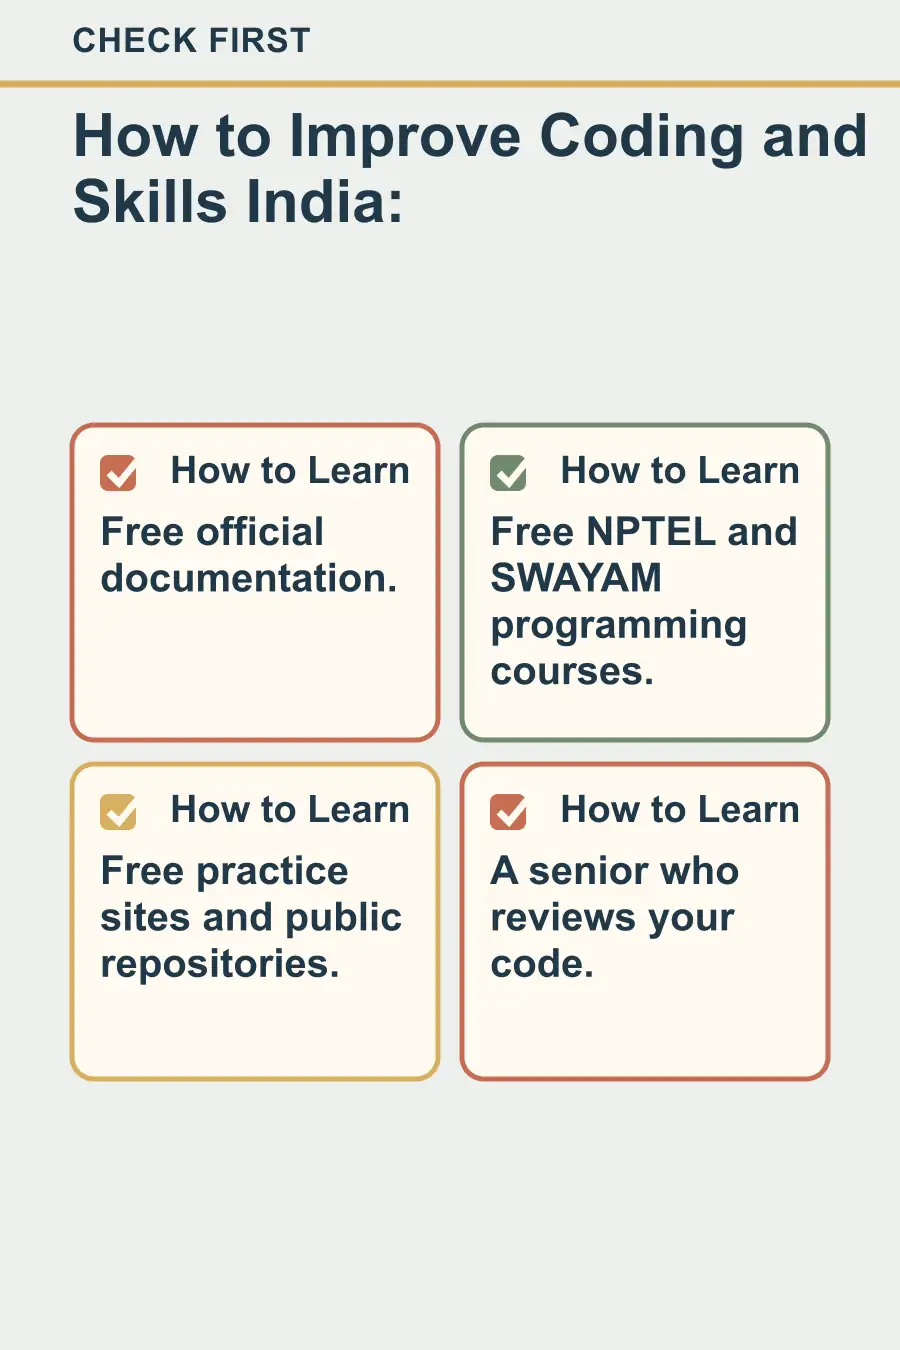 CHECK FIRST
How to Improve Coding and
Skills India:
How to Learn
Free official
documentation.
How to Learn
Free NPTEL and
SWAYAM
programming
courses.
How to Learn
Free practice
sites and public
repositories.
How to Learn
A senior who
reviews your
code.